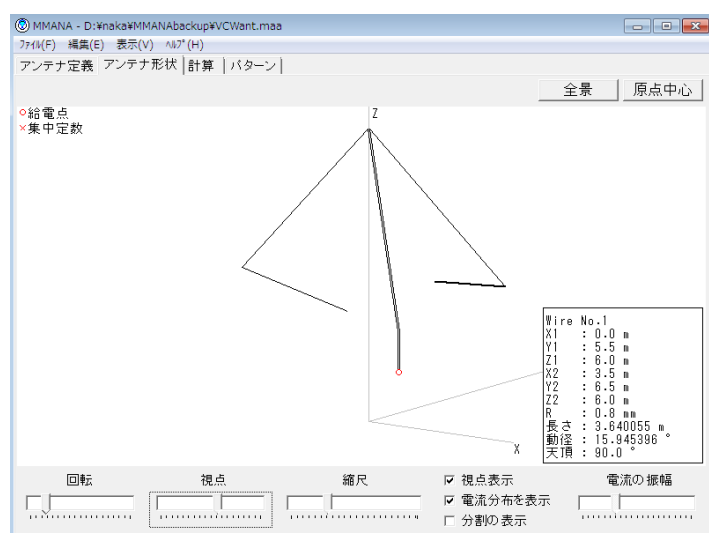 MMANA - D:¥naka¥MMANAbackup¥VCWant.maa
ﾌｧｲﾙ(F) 編集(E) 表示(V) ﾍﾙﾌﾟ(H)
アンテナ定義 アンテナ形状 計算 パターン
全景 原点中心
○給電点
×集中定数
Z
X
Wire No.1
X1 : 0.0 m
Y1 : 5.5 m
Z1 : 6.0 m
X2 : 3.5 m
Y2 : 6.5 m
Z2 : 6.0 m
R : 0.8 mm
長さ : 3.640055 m
動径 : 15.945396 °
天頂 : 90.0 °
回転 視点 縮尺 視点表示 電流の振幅
電流分布を表示
分割の表示